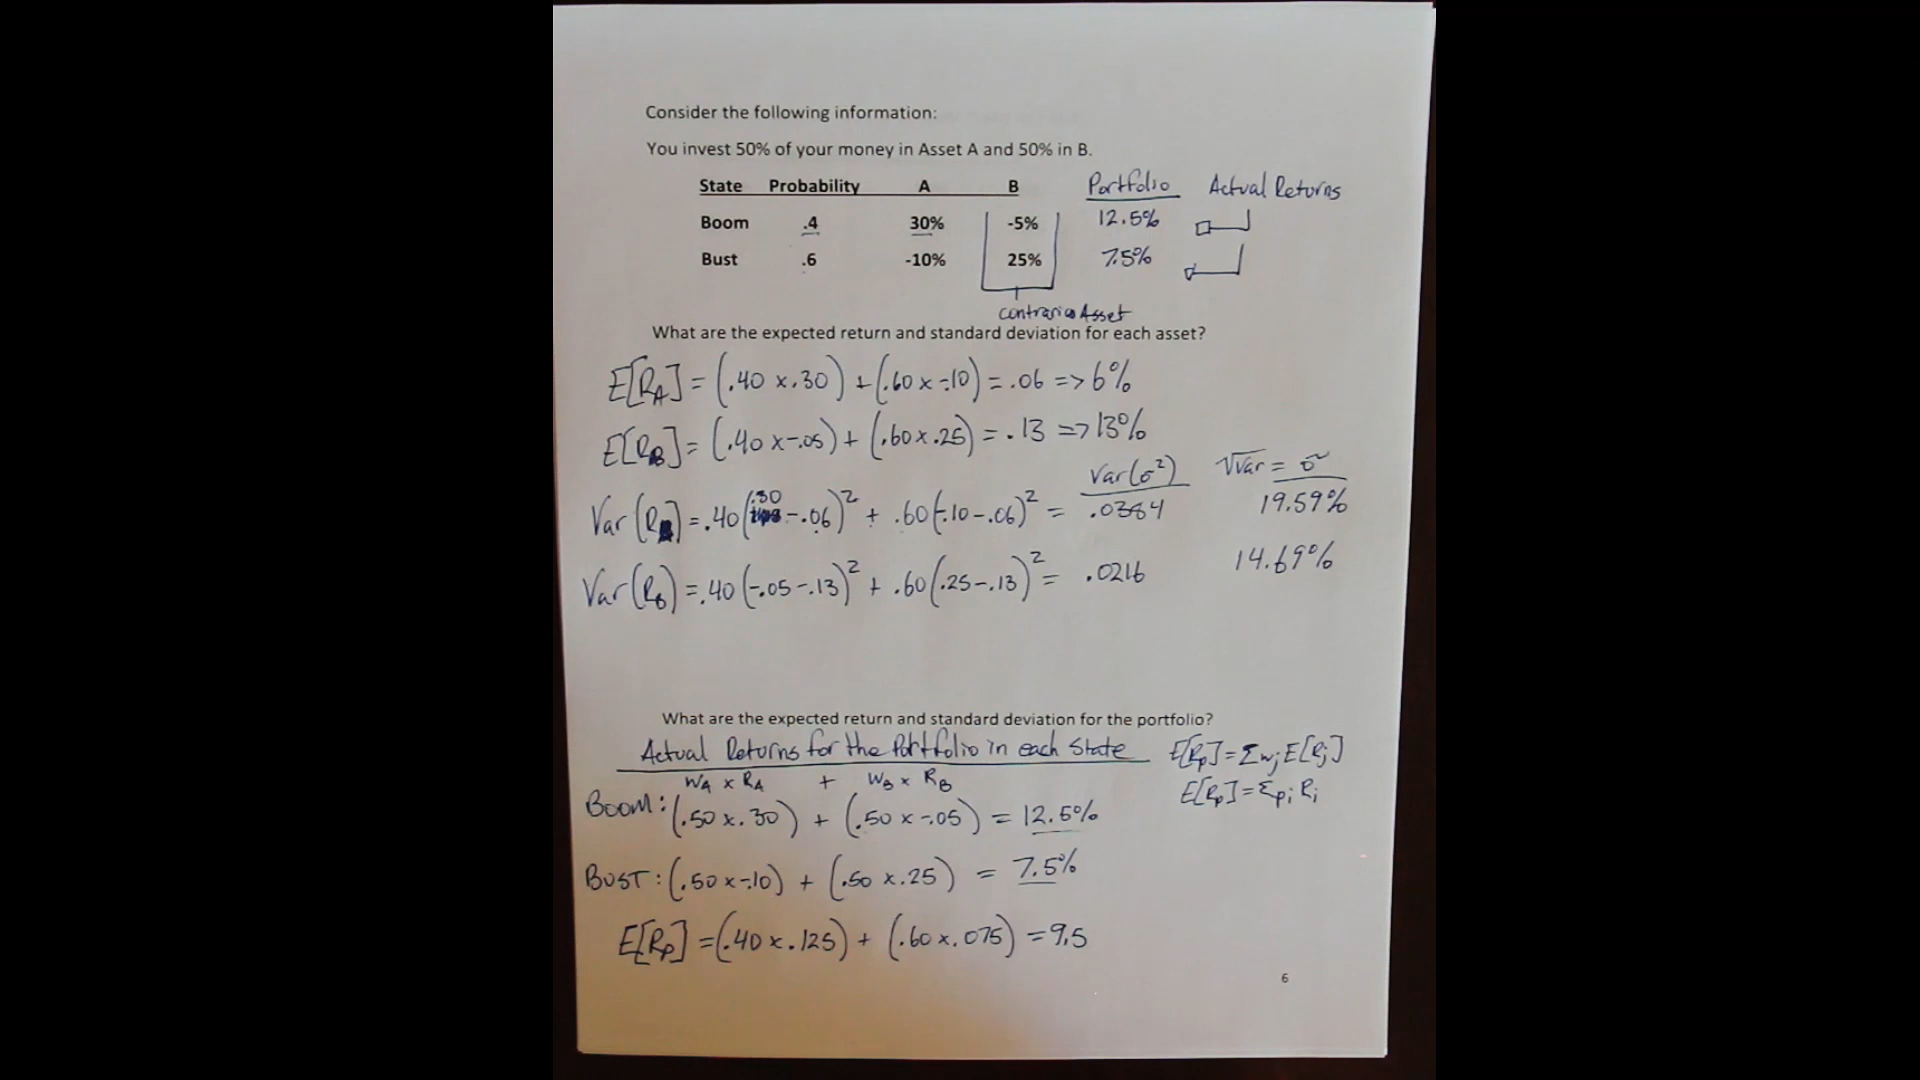 Consider the following information:
You invest 50% of your money in Asset A and 50% in B.
State Probability A B Portfolio Actual Returns
Boom .4 30% -5% 12.5%
Bust .6 -10% 25% 7.5%
Asset
What are the expected return and standard deviation for each asset?
E[RA] = (.40 x .30) + (.60 x -.10) = .06 => 6%
E[RB] = (.40 x -.05) + (.60 x .25) = .13 => 13%
Var(σ²) √Var = σ
Var(RA) = .40(.30 - .06)² + .60(-.10 - .06)² = .0384 19.59%
Var(RB) = .40(-.05 - .13)² + .60(.25 - .13)² = .0216 14.69%
What are the expected return and standard deviation for the portfolio?
Actual Returns for the Portfolio in each State E[Rp] = Σwj E[Rj]
WA x RA + WB x RB E[Rp] = Σpi Ri
BOOM: (.50 x .30) + (.50 x -.05) = 12.5%
BUST: (.50 x -.10) + (.50 x .25) = 7.5%
E[Rp] = (.40 x .125) + (.60 x .075) = 9.5
6